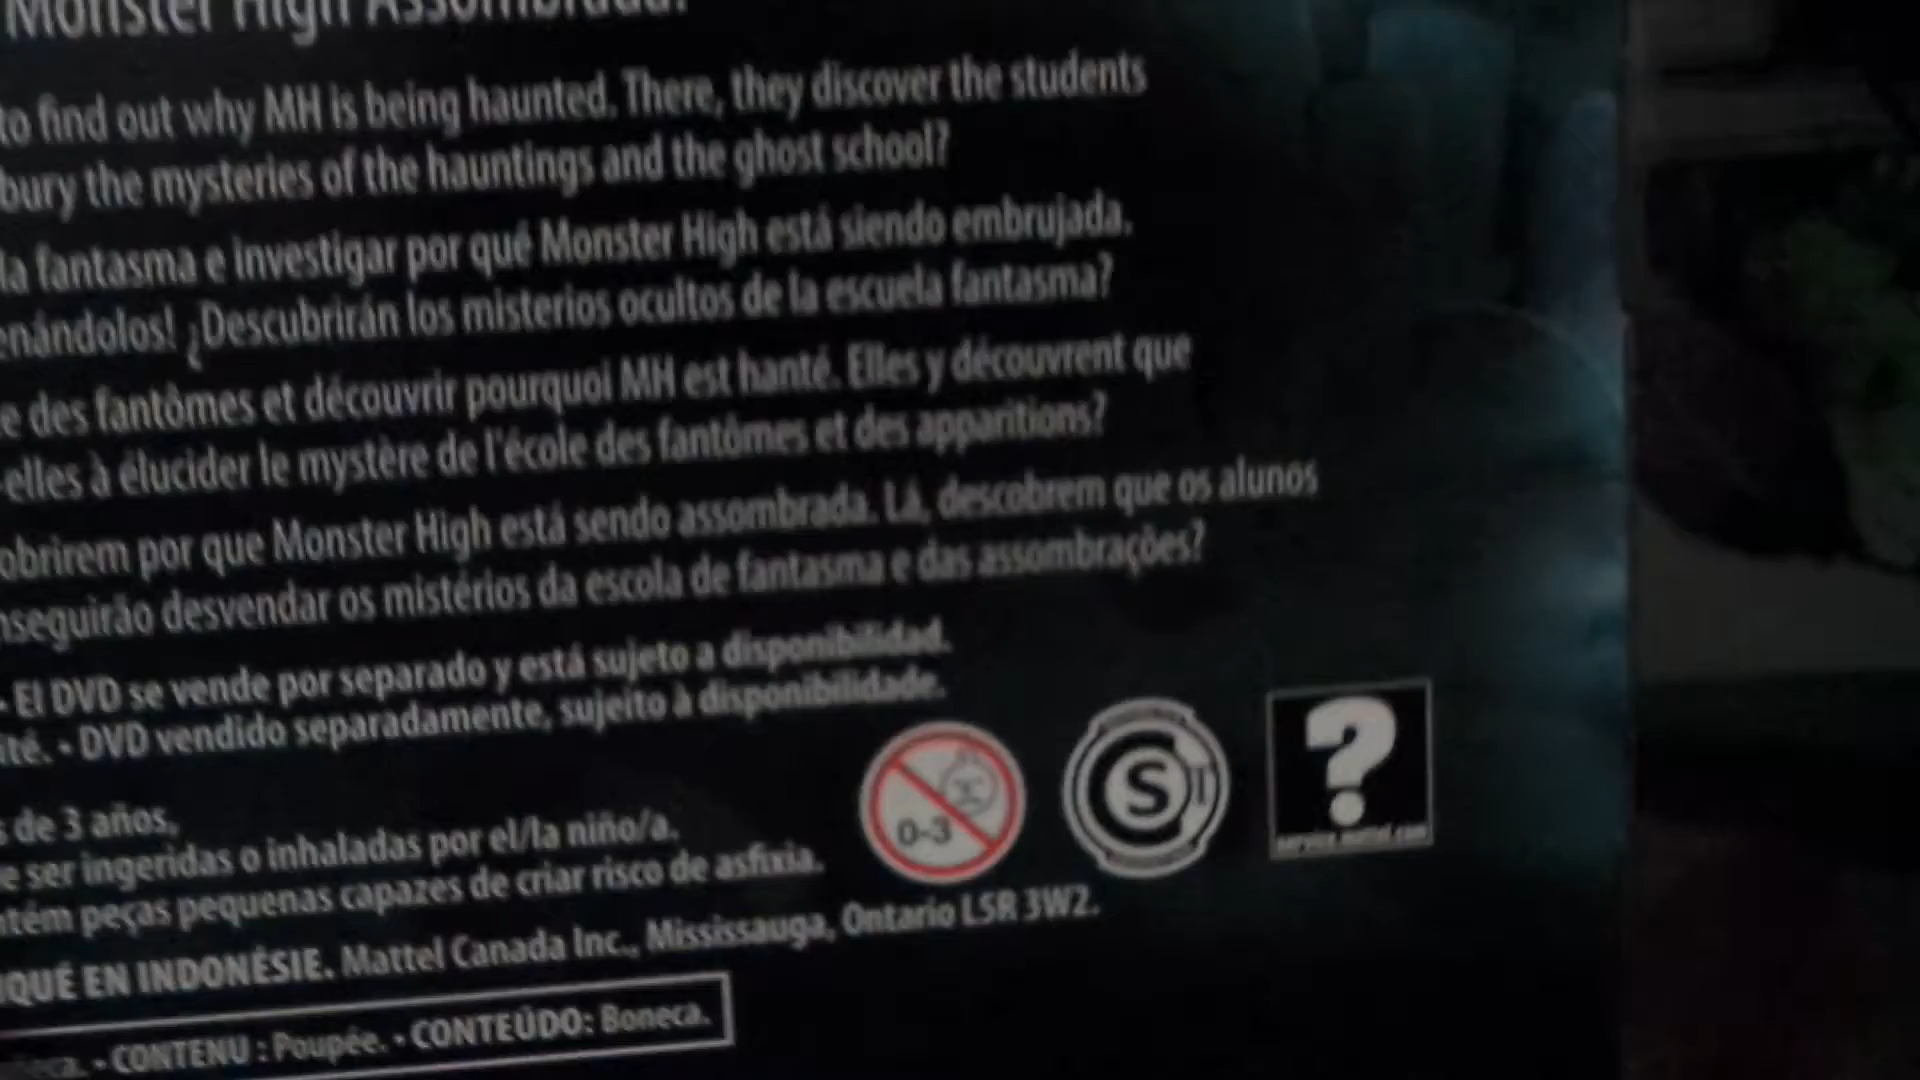 Monster High Assombrada!
to find out why MH is being haunted. There, they discover the students
bury the mysteries of the hauntings and the ghost school?
la fantasma e investigar por qué Monster High está siendo embrujada.
enándolos! ¿Descubrirán los misterios ocultos de la escuela fantasma?
e des fantômes et découvrir pourquoi MH est hanté. Elles y découvrent que
-elles à élucider le mystère de l'école des fantômes et des apparitions?
obrirem por que Monster High está sendo assombrada. Lá, descobrem que os alunos
nseguirão desvendar os mistérios da escola de fantasma e das assombrações?
• El DVD se vende por separado y está sujeto a disponibilidad.
ité. • DVD vendido separadamente, sujeito à disponibilidade.
s de 3 años,
e ser ingeridas o inhaladas por el/la niño/a.
ntém peças pequenas capazes de criar risco de asfixia.
0-3
S
?
service.mattel.com
IQUÉ EN INDONÉSIE. Mattel Canada Inc., Mississauga, Ontario L5R 3W2.
eca. • CONTENU : Poupée. • CONTEÚDO: Boneca.